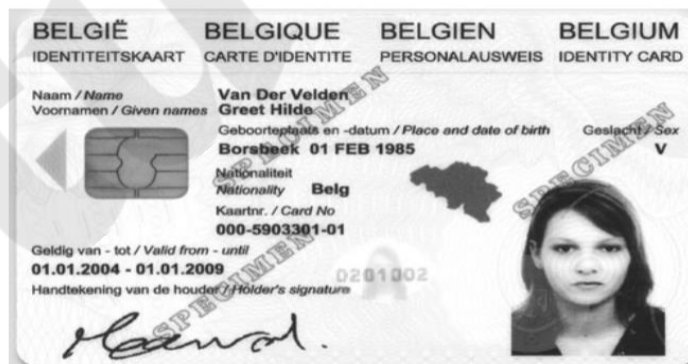 BELGIË BELGIQUE BELGIEN BELGIUM
IDENTITEITSKAART CARTE D'IDENTITE PERSONALAUSWEIS IDENTITY CARD
Naam / Name Van Der Velden
Voornamen / Given names Greet Hilde
Geboorteplaats en -datum / Place and date of birth Geslacht / Sex
Borsbeek 01 FEB 1985 V
Nationaliteit
Nationality Belg
Kaartnr. / Card No
000-5903301-01
Geldig van - tot / Valid from - until
01.01.2004 - 01.01.2009
0201002
Handtekening van de houder / Holder's signature
SPECIMEN
SPECIMEN
SPECIMEN